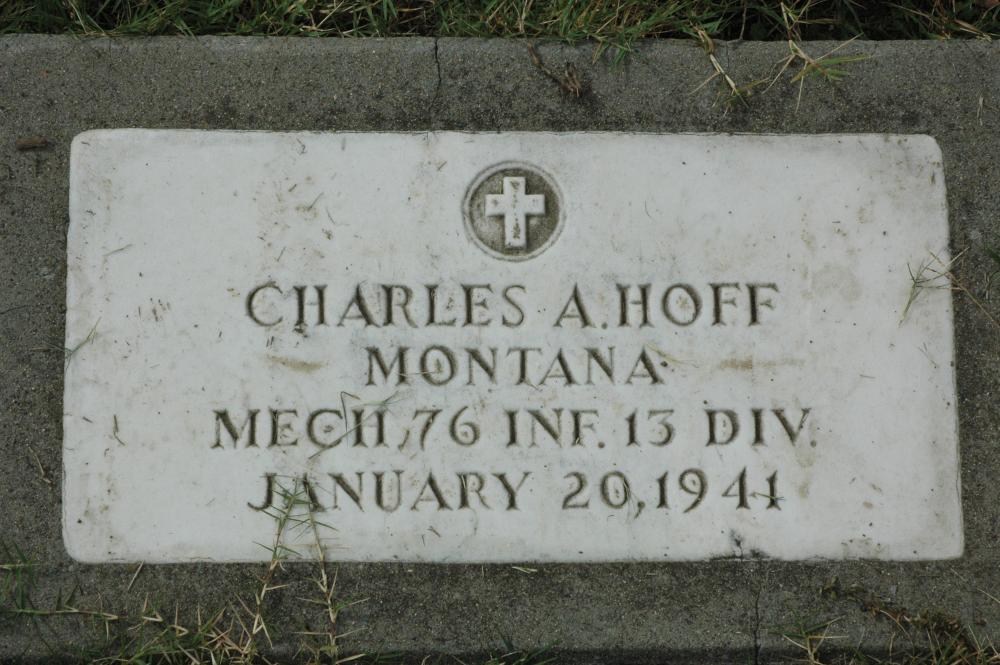 CHARLES A. HOFF
MONTANA
MECH, 76 INF. 13 DIV.
JANUARY 20, 1941